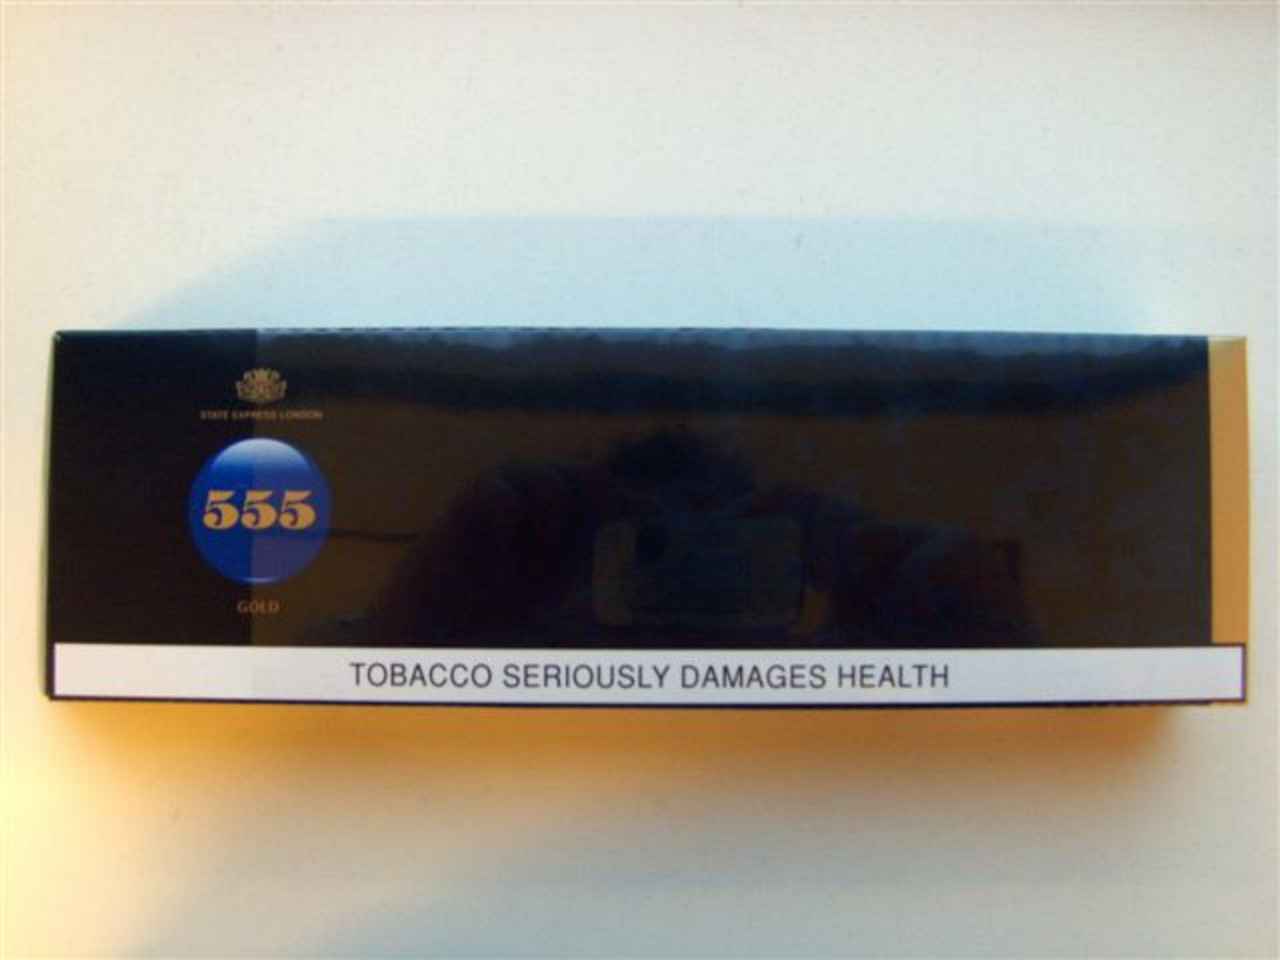 STATE EXPRESS LONDON
555
GOLD
TOBACCO SERIOUSLY DAMAGES HEALTH